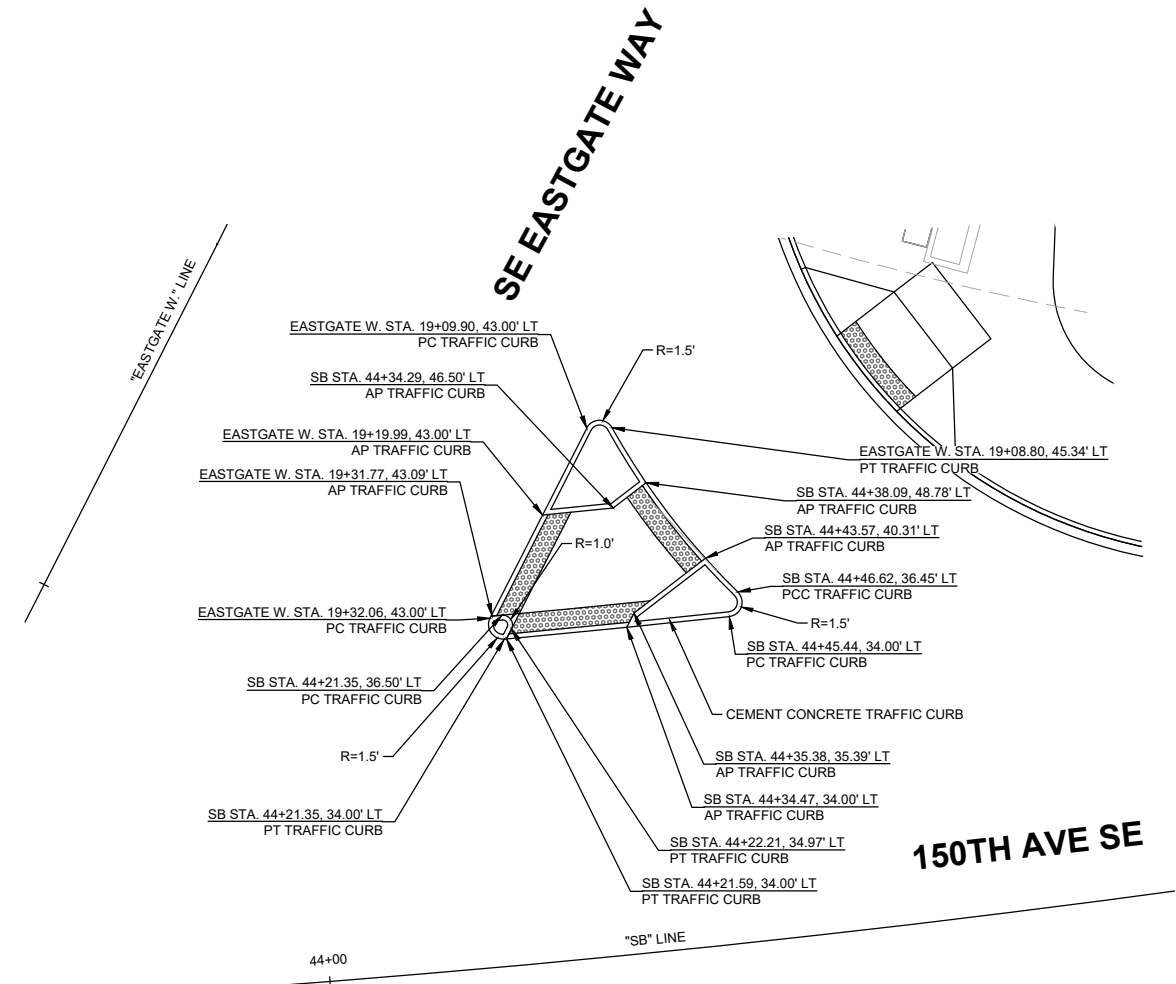 SE EASTGATE WAY
"EASTGATE W." LINE
EASTGATE W. STA. 19+09.90, 43.00' LT
PC TRAFFIC CURB
R=1.5'
SB STA. 44+34.29, 46.50' LT
AP TRAFFIC CURB
EASTGATE W. STA. 19+19.99, 43.00' LT
AP TRAFFIC CURB
EASTGATE W. STA. 19+08.80, 45.34' LT
PT TRAFFIC CURB
EASTGATE W. STA. 19+31.77, 43.09' LT
AP TRAFFIC CURB
SB STA. 44+38.09, 48.78' LT
AP TRAFFIC CURB
SB STA. 44+43.57, 40.31' LT
AP TRAFFIC CURB
R=1.0'
SB STA. 44+46.62, 36.45' LT
PCC TRAFFIC CURB
EASTGATE W. STA. 19+32.06, 43.00' LT
PC TRAFFIC CURB
R=1.5'
SB STA. 44+45.44, 34.00' LT
PC TRAFFIC CURB
SB STA. 44+21.35, 36.50' LT
PC TRAFFIC CURB
CEMENT CONCRETE TRAFFIC CURB
R=1.5'
SB STA. 44+35.38, 35.39' LT
AP TRAFFIC CURB
SB STA. 44+34.47, 34.00' LT
AP TRAFFIC CURB
SB STA. 44+21.35, 34.00' LT
PT TRAFFIC CURB
SB STA. 44+22.21, 34.97' LT
PT TRAFFIC CURB
150TH AVE SE
SB STA. 44+21.59, 34.00' LT
PT TRAFFIC CURB
"SB" LINE
44+00